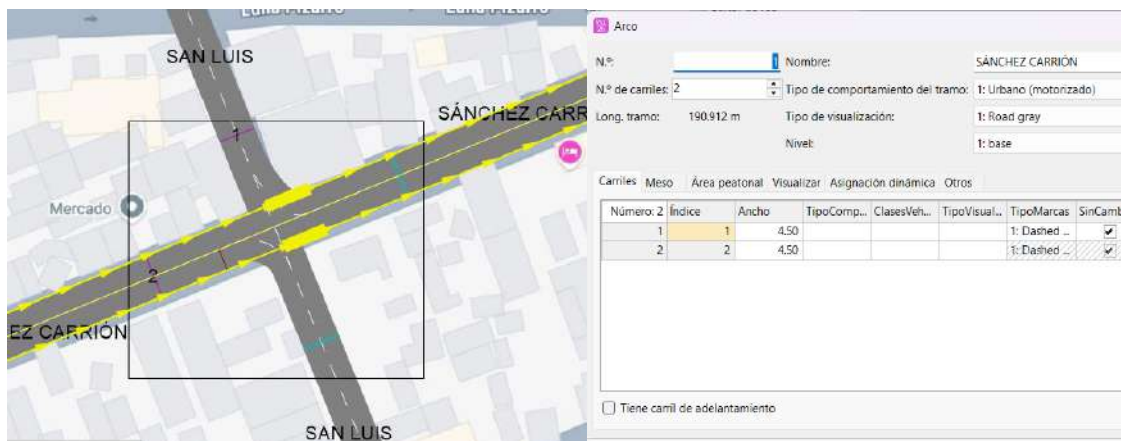 SAN LUIS
SÁNCHEZ CARR
1
Mercado
2
EZ CARRIÓN
SAN LUIS
Arco
N.º: 1 Nombre: SÁNCHEZ CARRIÓN
N.º de carriles: 2 Tipo de comportamiento del tramo: 1: Urbano (motorizado)
Long. tramo: 190.912 m Tipo de visualización: 1: Road gray
Nivel: 1: base
Carriles Meso Área peatonal Visualizar Asignación dinámica Otros
Número: 2 Índice Ancho TipoComp... ClasesVeh... TipoVisual... TipoMarcas SinCamb
1 1 4.50 1: Dashed ...
2 2 4.50 1: Dashed ...
Tiene carril de adelantamiento